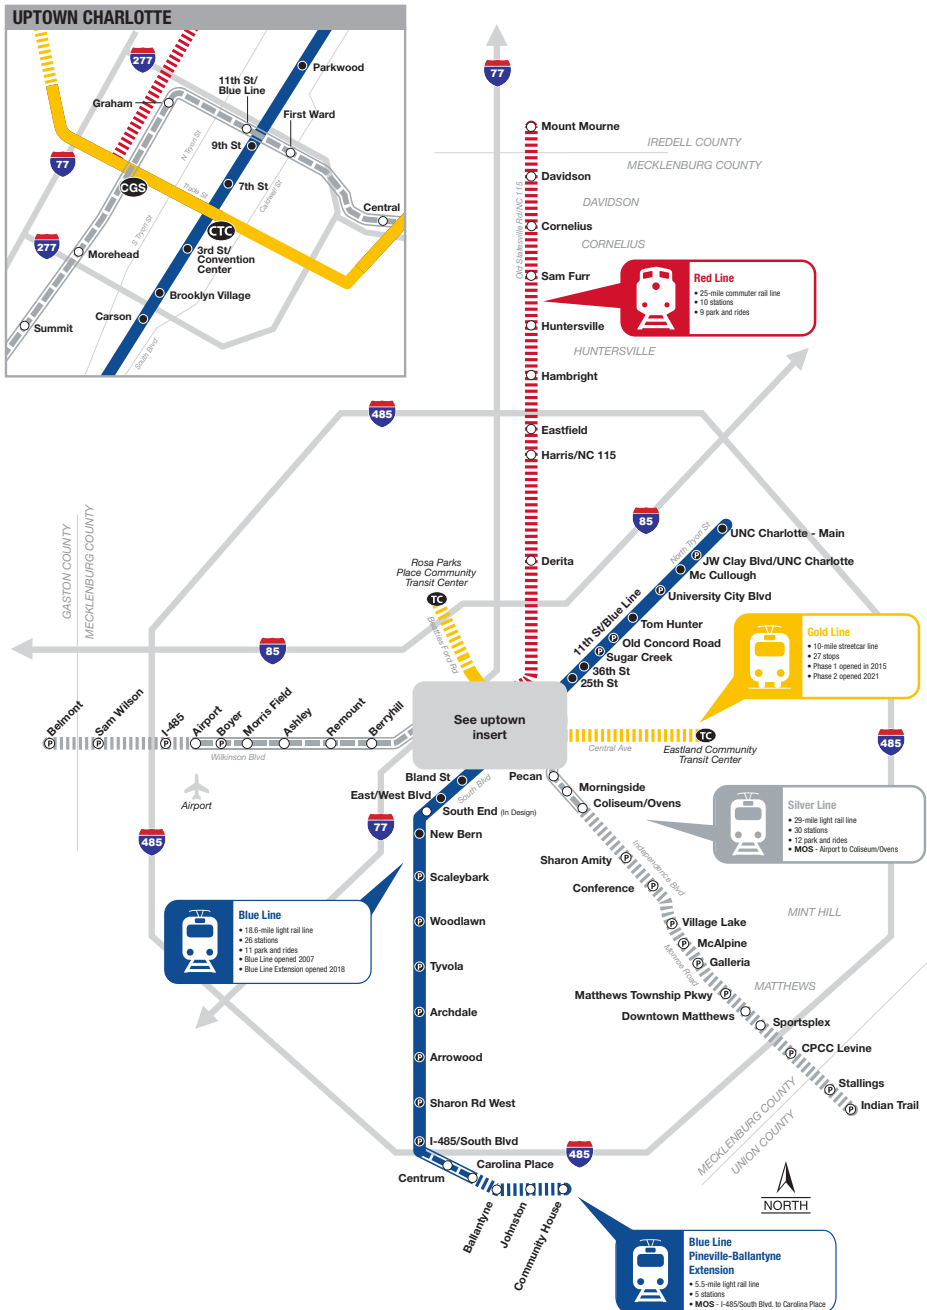 UPTOWN CHARLOTTE
277
Parkwood
11th St/
Blue Line
Graham
First Ward
N Tryon St
9th St
77
7th St
CGS
Trade St
Caldwell St
Central
CTC
S Tryon St
277
Morehead
3rd St/
Convention
Center
Brooklyn Village
Carson
Summit
South Blvd
77
Mount Mourne
IREDELL COUNTY
MECKLENBURG COUNTY
Davidson
DAVIDSON
Old Statesville Rd/NC 115
Cornelius
CORNELIUS
Sam Furr
Red Line
• 25-mile commuter rail line
• 10 stations
• 9 park and rides
Huntersville
HUNTERSVILLE
Hambright
485
Eastfield
Harris/NC 115
85
GASTON COUNTY
MECKLENBURG COUNTY
North Tryon St
UNC Charlotte - Main
JW Clay Blvd/UNC Charlotte
Mc Cullough
University City Blvd
Tom Hunter
Old Concord Road
Sugar Creek
36th St
25th St
11th St/Blue Line
Derita
Rosa Parks
Place Community
Transit Center
TC
Beatties Ford Rd
85
Gold Line
• 10-mile streetcar line
• 27 stops
• Phase 1 opened in 2015
• Phase 2 opened 2021
Belmont
Sam Wilson
I-485
Airport
Boyer
Morris Field
Ashley
Remount
Berryhill
P
P
P
P
Wilkinson Blvd
Airport
See uptown
insert
Central Ave
TC
Eastland Community
Transit Center
485
485
77
Bland St
East/West Blvd
South Blvd
South End (In Design)
New Bern
P Scaleybark
P Woodlawn
P Tyvola
P Archdale
P Arrowood
P Sharon Rd West
P I-485/South Blvd
Pecan
Morningside
Coliseum/Ovens
Silver Line
• 29-mile light rail line
• 30 stations
• 12 park and rides
• MOS - Airport to Coliseum/Ovens
Independence Blvd
Sharon Amity P
Conference P
P Village Lake
P McAlpine
P Galleria
Monroe Road
MINT HILL
MATTHEWS
Matthews Township Pkwy P
Downtown Matthews
Sportsplex
P CPCC Levine
P Stallings
P Indian Trail
MECKLENBURG COUNTY
UNION COUNTY
Blue Line
• 18.6-mile light rail line
• 26 stations
• 11 park and rides
• Blue Line opened 2007
• Blue Line Extension opened 2018
485
Centrum
Carolina Place
Ballantyne
Johnston
Community House
NORTH
Blue Line
Pineville-Ballantyne
Extension
• 5.5-mile light rail line
• 5 stations
• MOS - I-485/South Blvd. to Carolina Place